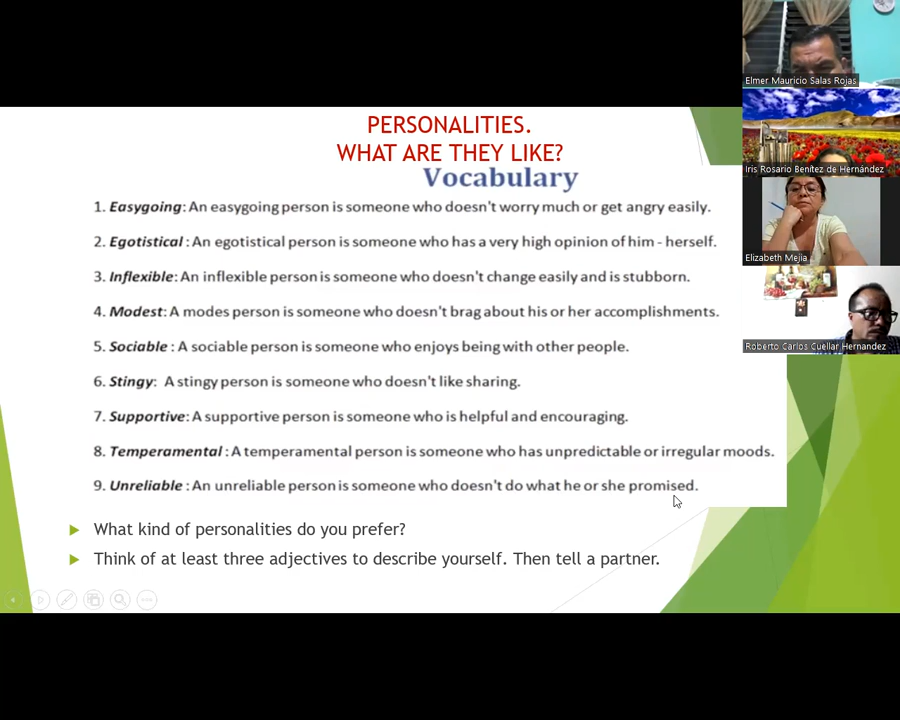 PERSONALITIES.
WHAT ARE THEY LIKE?
Vocabulary
1. Easygoing: An easygoing person is someone who doesn't worry much or get angry easily.
2. Egotistical : An egotistical person is someone who has a very high opinion of him - herself.
3. Inflexible: An inflexible person is someone who doesn't change easily and is stubborn.
4. Modest: A modes person is someone who doesn't brag about his or her accomplishments.
5. Sociable : A sociable person is someone who enjoys being with other people.
6. Stingy: A stingy person is someone who doesn't like sharing.
7. Supportive: A supportive person is someone who is helpful and encouraging.
8. Temperamental : A temperamental person is someone who has unpredictable or irregular moods.
9. Unreliable : An unreliable person is someone who doesn't do what he or she promised.
What kind of personalities do you prefer?
Think of at least three adjectives to describe yourself. Then tell a partner.
Elmer Mauricio Salas Rojas
Iris Rosario Benítez de Hernández
Elizabeth Mejia
Roberto Carlos Cuellar Hernandez